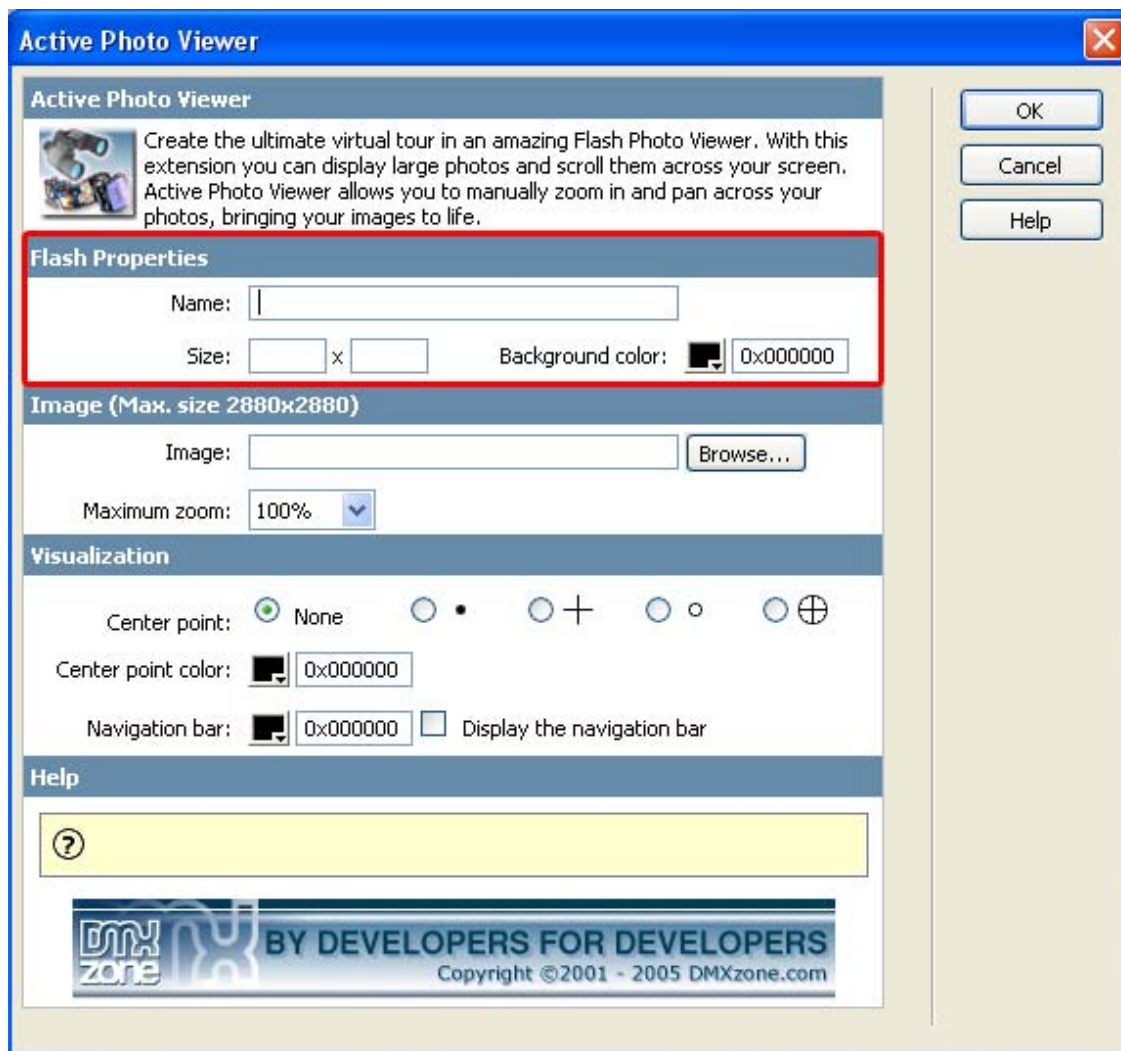 Active Photo Viewer
Active Photo Viewer
Create the ultimate virtual tour in an amazing Flash Photo Viewer. With this
extension you can display large photos and scroll them across your screen.
Active Photo Viewer allows you to manually zoom in and pan across your
photos, bringing your images to life.
OK
Cancel
Help
Flash Properties
Name:
Size: x Background color: 0x000000
Image (Max. size 2880x2880)
Image: Browse...
Maximum zoom: 100%
Visualization
Center point: None
Center point color: 0x000000
Navigation bar: 0x000000 Display the navigation bar
Help
?
DMX zone BY DEVELOPERS FOR DEVELOPERS
Copyright ©2001 - 2005 DMXzone.com